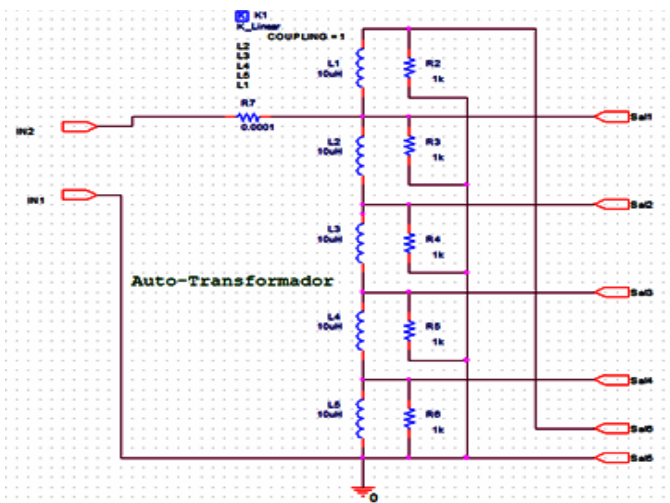 K K1
K_Linear
COUPLING = 1
L2
L3
L4
L5
L1
L1
10uH
R2
1k
R7
0.0001
IN2
Sal1
L2
10uH
R3
1k
IN1
Sal2
L3
10uH
R4
1k
Auto-Transformador
Sal3
L4
10uH
R5
1k
Sal4
L5
10uH
R6
1k
Sal6
Sal5
0